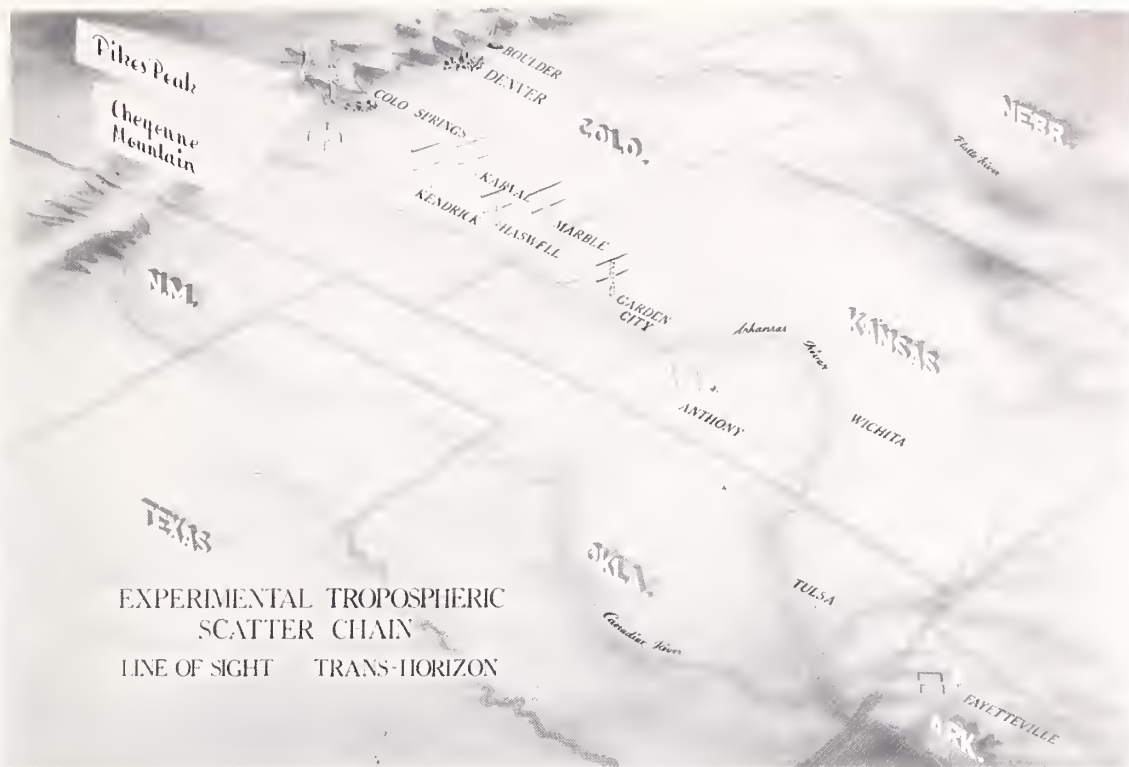 Pikes Peak
Cheyenne
Mountain
BOULDER
DENVER
COLO SPRINGS
COLO.
NEBR.
Platte River
KARVAL
KENDRICK
HASWELL
MARBLE
N.M.
GARDEN
CITY
Arkansas
River
KANSAS
ANTHONY
WICHITA
TEXAS
OKLA.
TULSA
Canadian River
EXPERIMENTAL TROPOSPHERIC
SCATTER CHAIN
LINE OF SIGHT TRANS-HORIZON
FAYETTEVILLE
ARK.